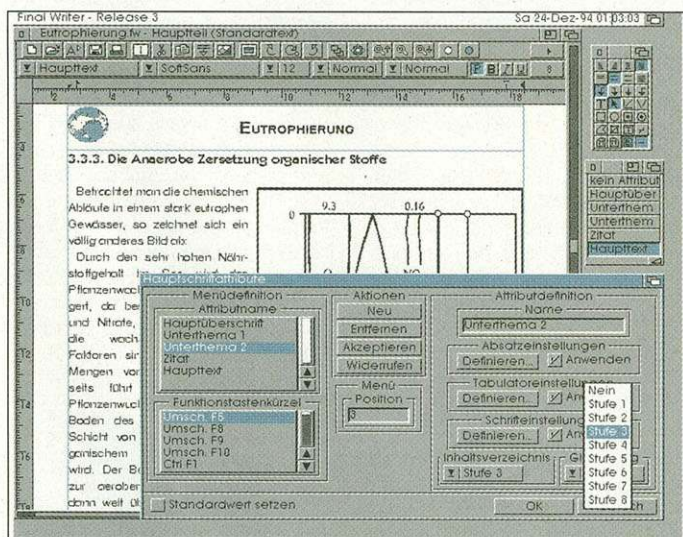 Final Writer - Release 3
Sa 24-Dez-94 01:03:03
Eutrophierung.fw - Hauptteil (Standardtext)
Haupttext
SoftSans
12
Normal
Normal
P B I U
EUTROPHIERUNG
3.3.3. Die Anaerobe Zersetzung organischer Stoffe
Betrachtet man die chemischen
Abläufe in einem stark eutrophen
Gewässer, so zeichnet sich ein
völlig anderes Bild ab:
Durch den sehr hohen Nähr-
stoffgehalt
Pflanzenwuc
gert, da be
und Nitrate,
die wach
Faktoren sin
Mengen vor
seits führt
Pflanzenwuc
Boden des
Schicht von
ganischem
wird. Der B
zur aerober
dann weit ü
9.3
0.16
0
kein Attribut
Hauptüber
Unterthem
Unterthem
Zitat
Haupttext
Hauptschriftattribute
Menüdefinition
Attributname
Hauptüberschrift
Unterthema 1
Unterthema 2
Zitat
Haupttext
Funktionstastenkürzel
Umsch. F6
Umsch. F8
Umsch. F9
Umsch. F10
Ctrl F1
Aktionen
Neu
Entfernen
Akzeptieren
Widerrufen
Menü
Position
3
Attributdefinition
Name
Unterthema 2
Absatzeinstellungen
Definieren...
Anwenden
Tabulatoreinstellungen
Definieren...
Schrifteinstellung
Definieren...
Inhaltsverzeichnis
Stufe 3
Nein
Stufe 1
Stufe 2
Stufe 3
Stufe 4
Stufe 5
Stufe 6
Stufe 7
Stufe 8
Standardwert setzen
OK